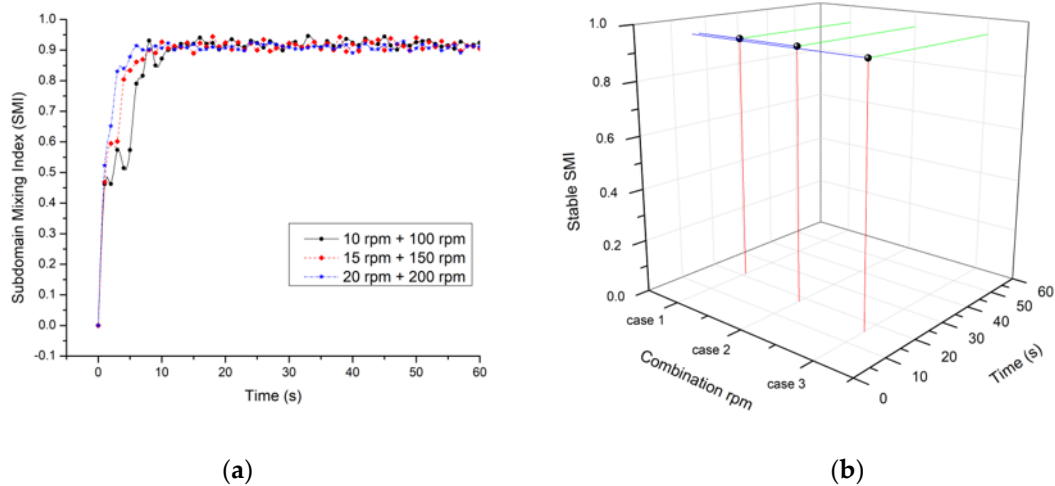 1.0
0.9
0.8
0.7
0.6
0.5
0.4
0.3
0.2
0.1
0.0
-0.1
Subdomain Mixing Index (SMI)
10 rpm + 100 rpm
15 rpm + 150 rpm
20 rpm + 200 rpm
0 10 20 30 40 50 60
Time (s)
(a)
1.0
0.8
0.6
0.4
0.2
0.0
Stable SMI
case 1
case 2
case 3
Combination rpm
0
10
20
30
40
50
60
Time (s)
(b)